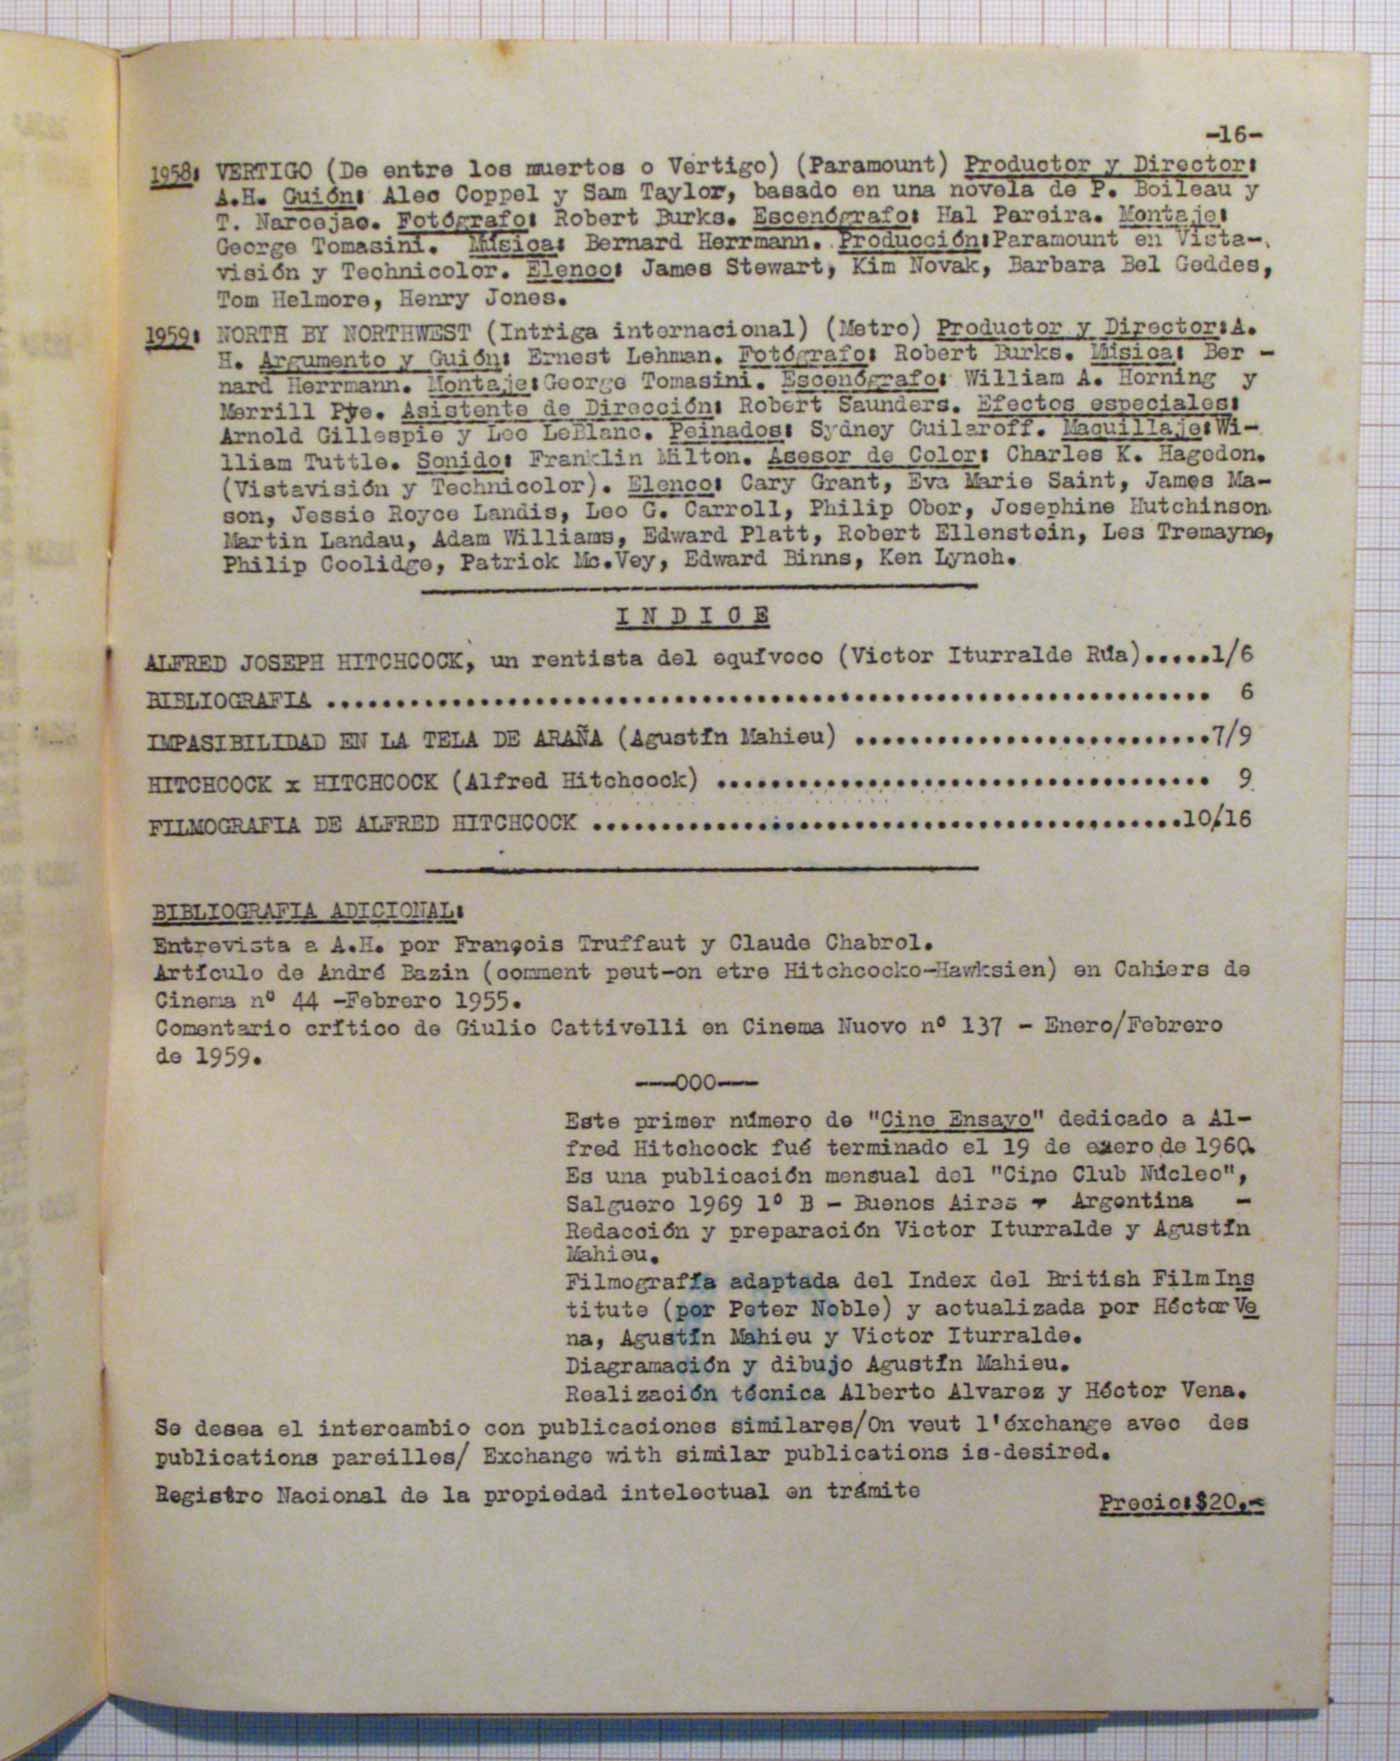 -16-
1958: VERTIGO (De entre los muertos o Vértigo) (Paramount) Productor y Director:
A.H. Guión: Alec Coppel y Sam Taylor, basado en una novela de P. Boileau y
T. Narcejac. Fotógrafo: Robert Burks. Escenógrafo: Hal Pereira. Montaje:
George Tomasini. Música: Bernard Herrmann. Producción:Paramount en Vista-
visión y Technicolor. Elenco: James Stewart, Kim Novak, Barbara Bel Geddes,
Tom Helmore, Henry Jones.
1959: NORTH BY NORTHWEST (Intriga internacional) (Metro) Productor y Director:A.
H. Argumento y Guión: Ernest Lehman. Fotógrafo: Robert Burks. Música: Ber -
nard Herrmann. Montaje:George Tomasini. Escenógrafo: William A. Horning y
Merrill Pye. Asistente de Dirección: Robert Saunders. Efectos especiales:
Arnold Gillespie y Lee LeBlanc. Peinados: Sydney Guilaroff. Maquillaje:Wi-
lliam Tuttle. Sonido: Franklin Milton. Asesor de Color: Charles K. Hagedon.
(Vistavisión y Technicolor). Elenco: Cary Grant, Eva Marie Saint, James Ma-
son, Jessie Royce Landis, Leo G. Carroll, Philip Ober, Josephine Hutchinson
Martin Landau, Adam Williams, Edward Platt, Robert Ellenstein, Les Tremayne,
Philip Coolidge, Patrick Mc.Vey, Edward Binns, Ken Lynch.
I N D I C E
ALFRED JOSEPH HITCHCOCK, un rentista del equívoco (Victor Iturralde Rúa).....1/6
BIBLIOGRAFIA ................................................................ 6
IMPASIBILIDAD EN LA TELA DE ARAÑA (Agustín Mahieu) ..........................7/9
HITCHCOCK x HITCHCOCK (Alfred Hitchcock) .................................... 9
FILMOGRAFIA DE ALFRED HITCHCOCK ...........................................10/16
BIBLIOGRAFIA ADICIONAL:
Entrevista a A.H. por François Truffaut y Claude Chabrol.
Artículo de André Bazin (comment peut-on etre Hitchcocko-Hawksien) en Cahiers de
Cinema nº 44 -Febrero 1955.
Comentario crítico de Giulio Cattivelli en Cinema Nuovo nº 137 - Enero/Febrero
de 1959.
---000---
Este primer número de "Cine Ensayo" dedicado a Al-
fred Hitchcock fué terminado el 19 de enero de 1960.
Es una publicación mensual del "Cine Club Núcleo",
Salguero 1969 1º B - Buenos Aires - Argentina -
Redacción y preparación Victor Iturralde y Agustín
Mahieu.
Filmografía adaptada del Index del British Film Ins
titute (por Peter Noble) y actualizada por Héctor Ve
na, Agustín Mahieu y Victor Iturralde.
Diagramación y dibujo Agustín Mahieu.
Realización técnica Alberto Alvarez y Héctor Vena.
Se desea el intercambio con publicaciones similares/On veut l'éxchange avec des
publications pareilles/ Exchange with similar publications is desired.
Registro Nacional de la propiedad intelectual en trámite
Precio:$20.-